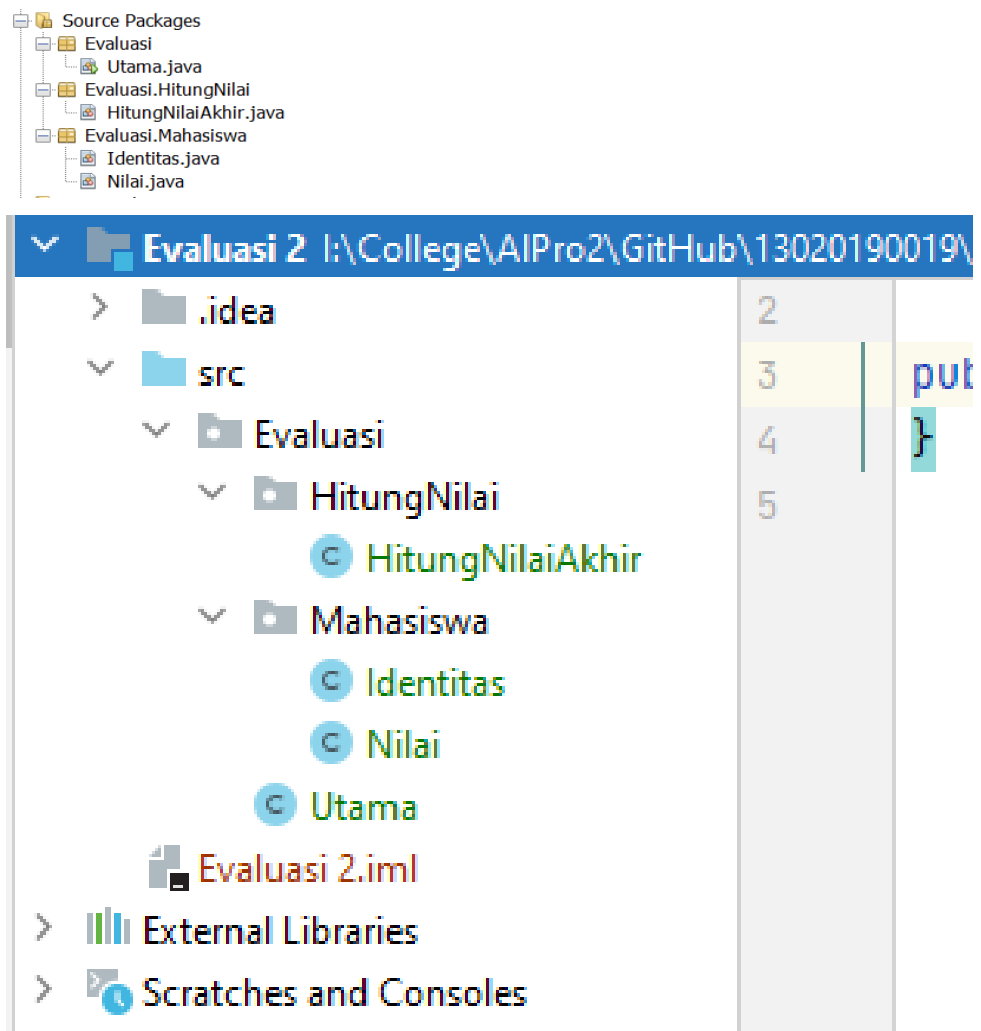 Source Packages
Evaluasi
Utama.java
Evaluasi.HitungNilai
HitungNilaiAkhir.java
Evaluasi.Mahasiswa
Identitas.java
Nilai.java
Evaluasi 2 I:\College\AlPro2\GitHub\13020190019\
.idea
src
Evaluasi
HitungNilai
HitungNilaiAkhir
Mahasiswa
Identitas
Nilai
Utama
Evaluasi 2.iml
External Libraries
Scratches and Consoles
2
3 pub
4 }
5